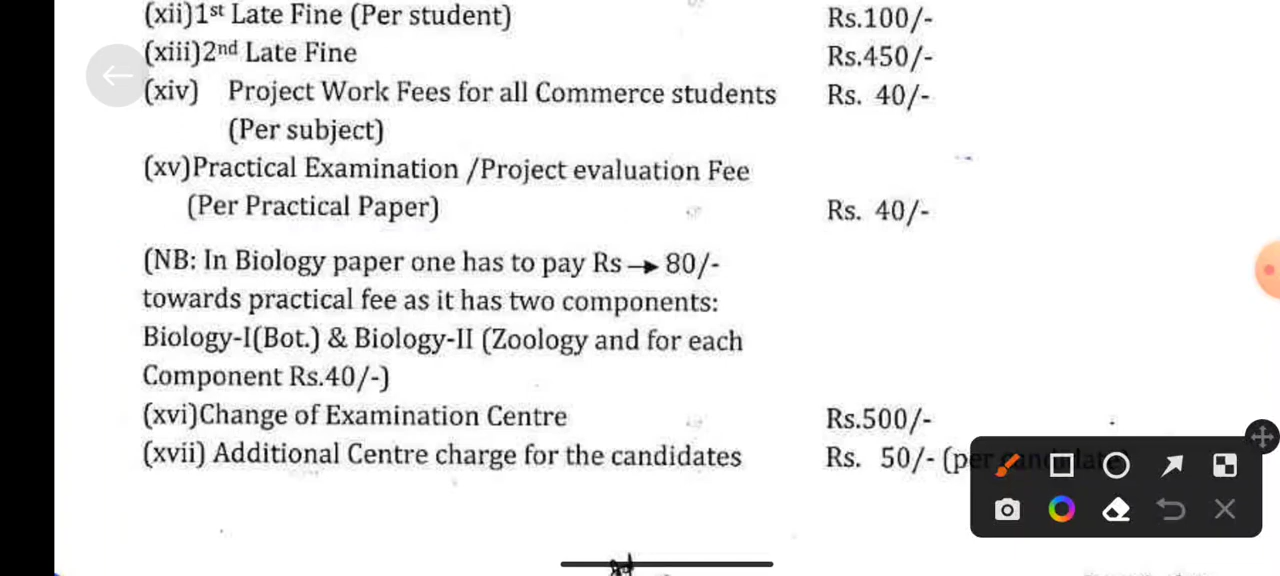 (xii)1st Late Fine (Per student) Rs.100/-
(xiii)2nd Late Fine Rs.450/-
(xiv) Project Work Fees for all Commerce students Rs. 40/-
(Per subject)
(xv)Practical Examination /Project evaluation Fee
(Per Practical Paper) Rs. 40/-
(NB: In Biology paper one has to pay Rs → 80/-
towards practical fee as it has two components:
Biology-I(Bot.) & Biology-II (Zoology and for each
Component Rs.40/-)
(xvi)Change of Examination Centre Rs.500/-
(xvii) Additional Centre charge for the candidates Rs. 50/- (per candidate)